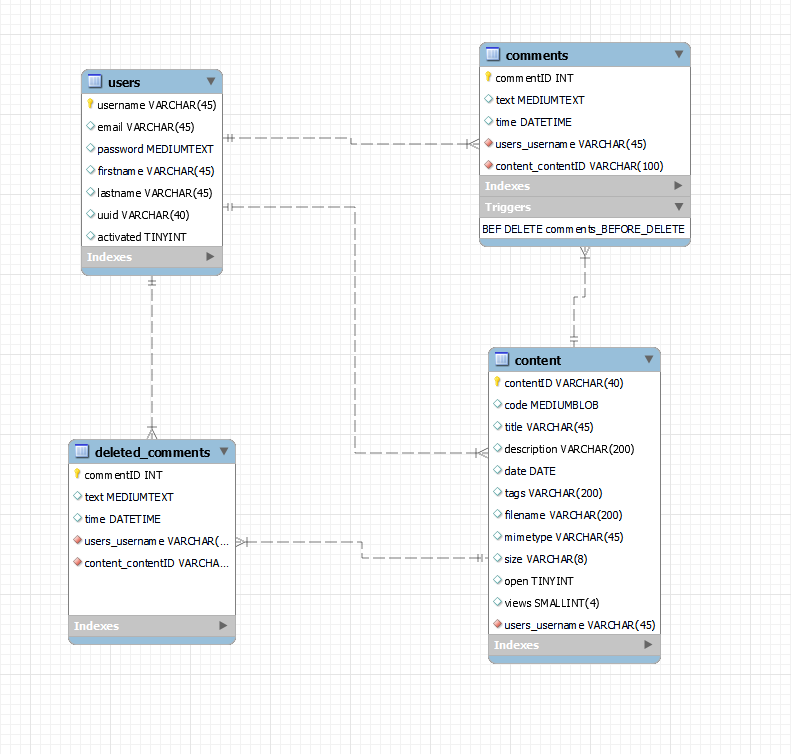 users
username VARCHAR(45)
email VARCHAR(45)
password MEDIUMTEXT
firstname VARCHAR(45)
lastname VARCHAR(45)
uuid VARCHAR(40)
activated TINYINT
Indexes
comments
commentID INT
text MEDIUMTEXT
time DATETIME
users_username VARCHAR(45)
content_contentID VARCHAR(100)
Indexes
Triggers
BEF DELETE comments_BEFORE_DELETE
deleted_comments
commentID INT
text MEDIUMTEXT
time DATETIME
users_username VARCHAR(...
content_contentID VARCHA...
Indexes
content
contentID VARCHAR(40)
code MEDIUMBLOB
title VARCHAR(45)
description VARCHAR(200)
date DATE
tags VARCHAR(200)
filename VARCHAR(200)
mimetype VARCHAR(45)
size VARCHAR(8)
open TINYINT
views SMALLINT(4)
users_username VARCHAR(45)
Indexes